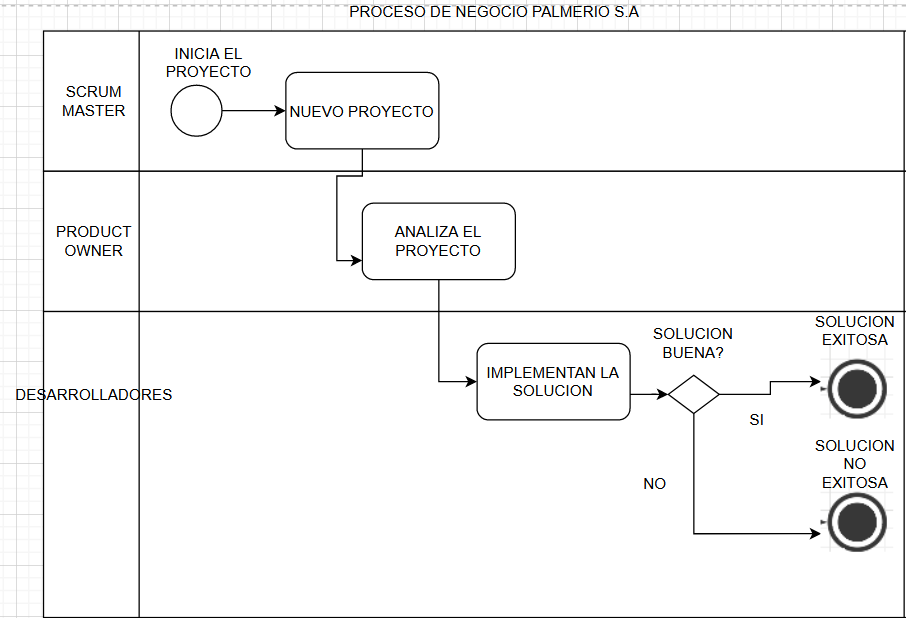 PROCESO DE NEGOCIO PALMERIO S.A
SCRUM
MASTER
INICIA EL
PROYECTO
NUEVO PROYECTO
PRODUCT
OWNER
ANALIZA EL
PROYECTO
DESARROLLADORES
IMPLEMENTAN LA
SOLUCION
SOLUCION
BUENA?
SI
NO
SOLUCION
EXITOSA
SOLUCION
NO
EXITOSA